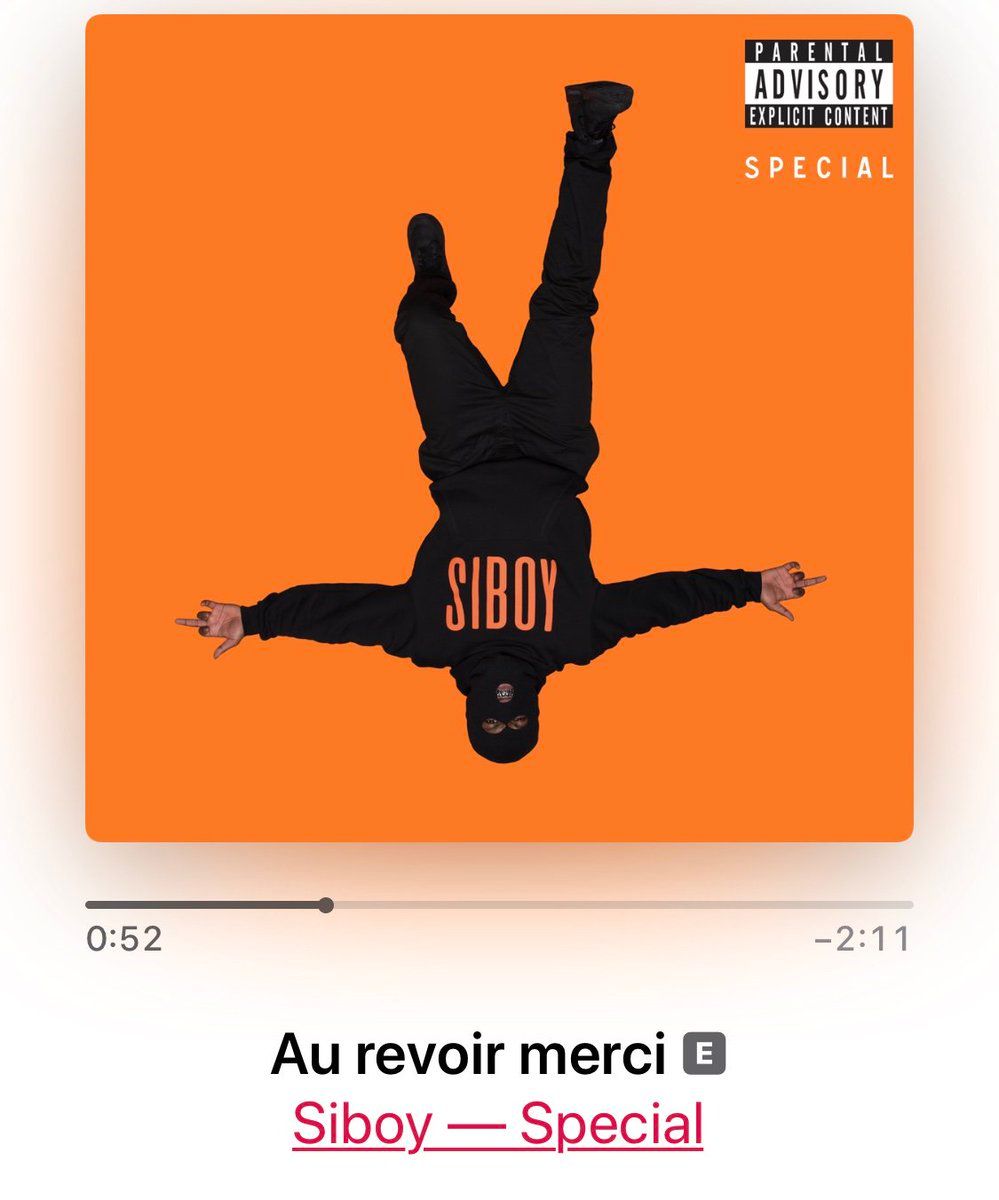 PARENTAL
ADVISORY
EXPLICIT CONTENT
SPECIAL
SIBOY
0:52
−2:11
Au revoir merci E
Siboy — Special